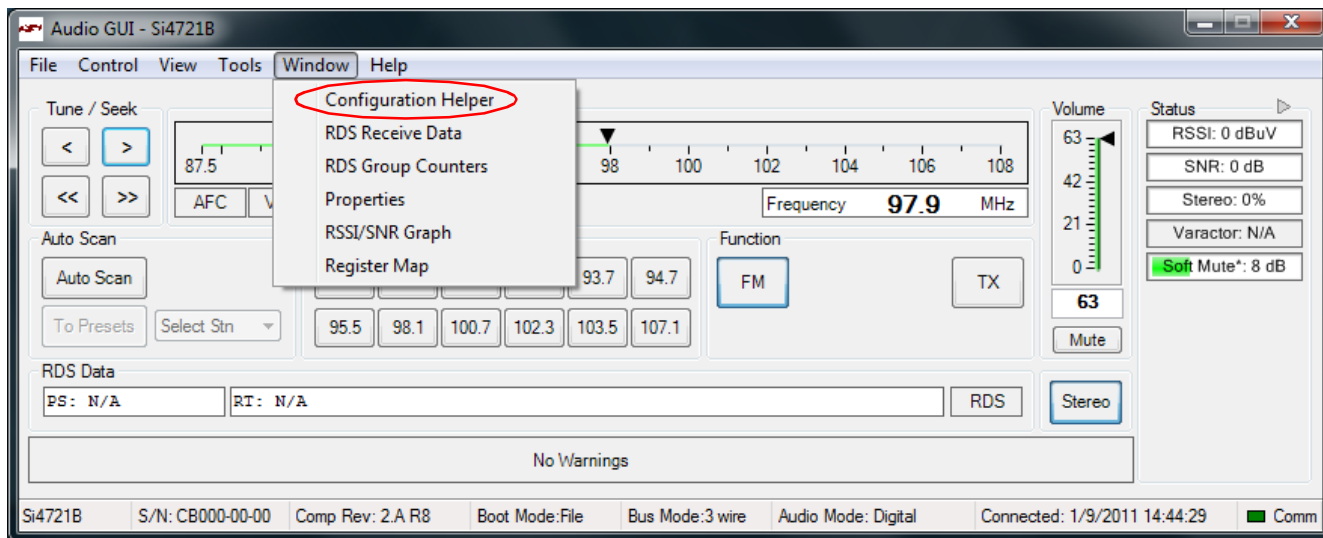 Audio GUI - Si4721B
File Control View Tools Window Help
Configuration Helper
RDS Receive Data
RDS Group Counters
Properties
RSSI/SNR Graph
Register Map
Tune / Seek
< >
<< >>
87.5 98 100 102 104 106 108
AFC V
Frequency 97.9 MHz
Auto Scan
Auto Scan
To Presets Select Stn
93.7 94.7
95.5 98.1 100.7 102.3 103.5 107.1
Function
FM TX
Volume
63
42
21
0
63
Mute
Stereo
Status
RSSI: 0 dBuV
SNR: 0 dB
Stereo: 0%
Varactor: N/A
Soft Mute*: 8 dB
RDS Data
PS: N/A RT: N/A RDS
No Warnings
Si4721B S/N: CB000-00-00 Comp Rev: 2.A R8 Boot Mode:File Bus Mode:3 wire Audio Mode: Digital Connected: 1/9/2011 14:44:29 Comm